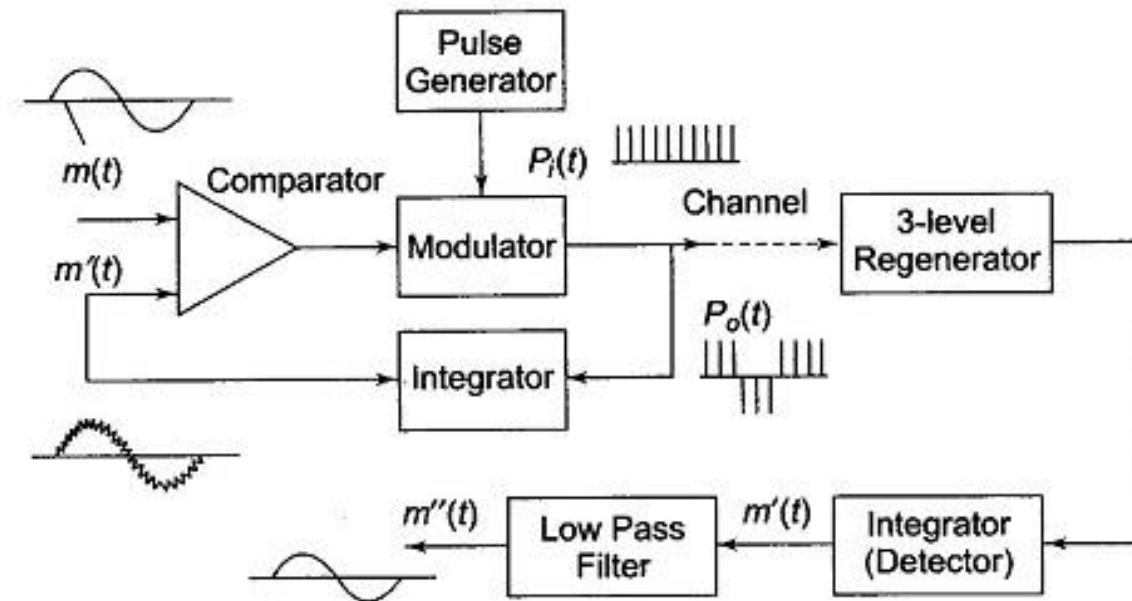 Pulse
Generator
m(t)
Comparator
Pi(t)
Channel
Modulator
3-level
Regenerator
m'(t)
Po(t)
Integrator
m''(t)
Low Pass
Filter
m'(t)
Integrator
(Detector)